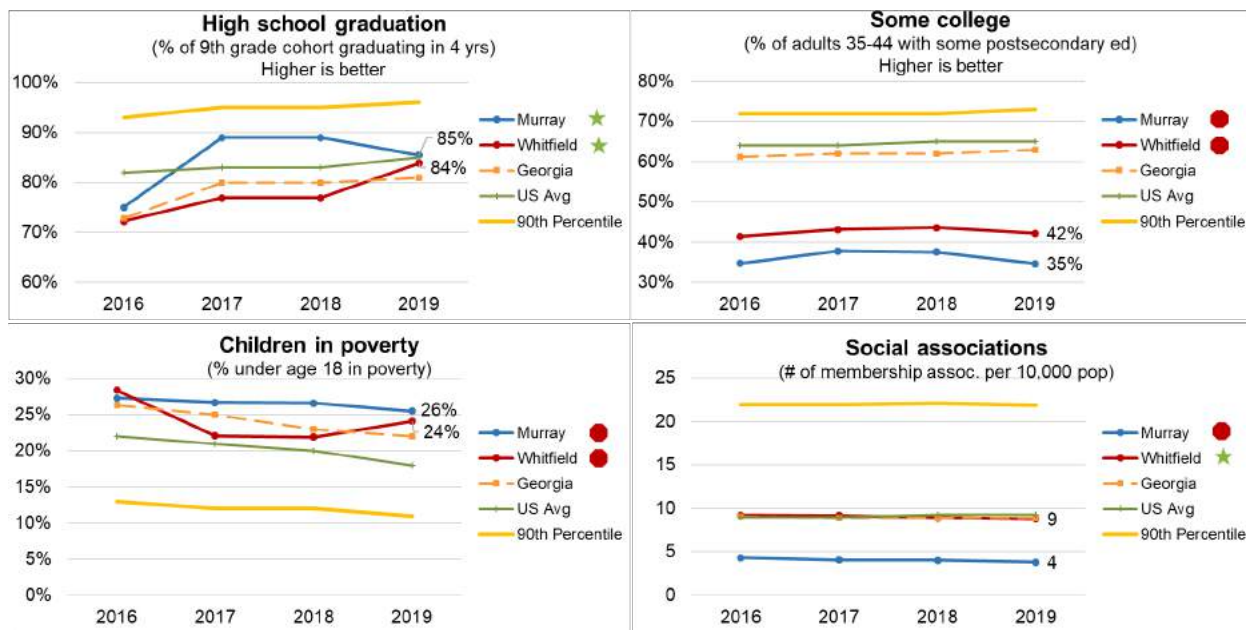 High school graduation
(% of 9th grade cohort graduating in 4 yrs)
Higher is better
100%
90%
80%
70%
60%
2016 2017 2018 2019
85%
84%
Murray
Whitfield
Georgia
US Avg
90th Percentile
Some college
(% of adults 35-44 with some postsecondary ed)
Higher is better
80%
70%
60%
50%
40%
30%
2016 2017 2018 2019
42%
35%
Murray
Whitfield
Georgia
US Avg
90th Percentile
Children in poverty
(% under age 18 in poverty)
30%
25%
20%
15%
10%
5%
0%
2016 2017 2018 2019
26%
24%
Murray
Whitfield
Georgia
US Avg
90th Percentile
Social associations
(# of membership assoc. per 10,000 pop)
25
20
15
10
5
0
2016 2017 2018 2019
9
4
Murray
Whitfield
Georgia
US Avg
90th Percentile